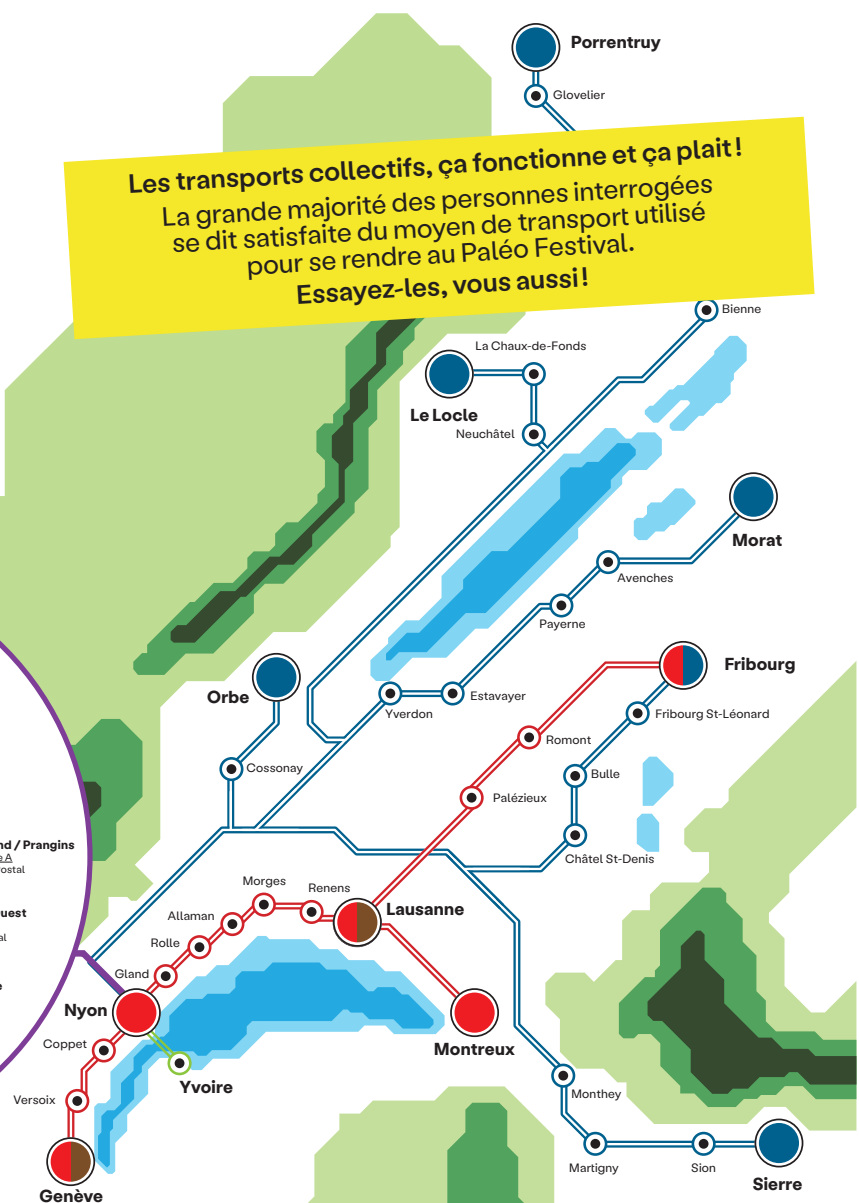 Porrentruy
Glovelier
Les transports collectifs, ça fonctionne et ça plait !
La grande majorité des personnes interrogées
se dit satisfaite du moyen de transport utilisé
pour se rendre au Paléo Festival.
Essayez-les, vous aussi !
Bienne
La Chaux-de-Fonds
Le Locle
Neuchâtel
Morat
Avenches
Payerne
Fribourg
Orbe
Estavayer
Yverdon
Fribourg St-Léonard
Romont
Cossonay
Bulle
Palézieux
nd / Prangins
e A
ostal
Châtel St-Denis
Morges
Renens
Lausanne
uest
Allaman
al
Rolle
Gland
e
Nyon
Coppet
Montreux
Yvoire
Monthey
Versoix
Martigny
Sion
Sierre
Genève